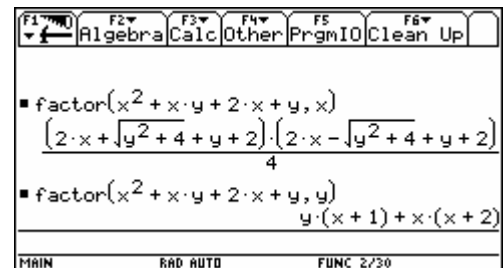 F1 F2 F3 F4 F5 F6
Algebra Calc Other PrgmIO Clean Up
▪ factor(x² + x·y + 2·x + y, x)
(2·x + √(y² + 4) + y + 2)·(2·x - √(y² + 4) + y + 2)
4
▪ factor(x² + x·y + 2·x + y, y)
y·(x + 1) + x·(x + 2)
MAIN RAD AUTO FUNC 2/30